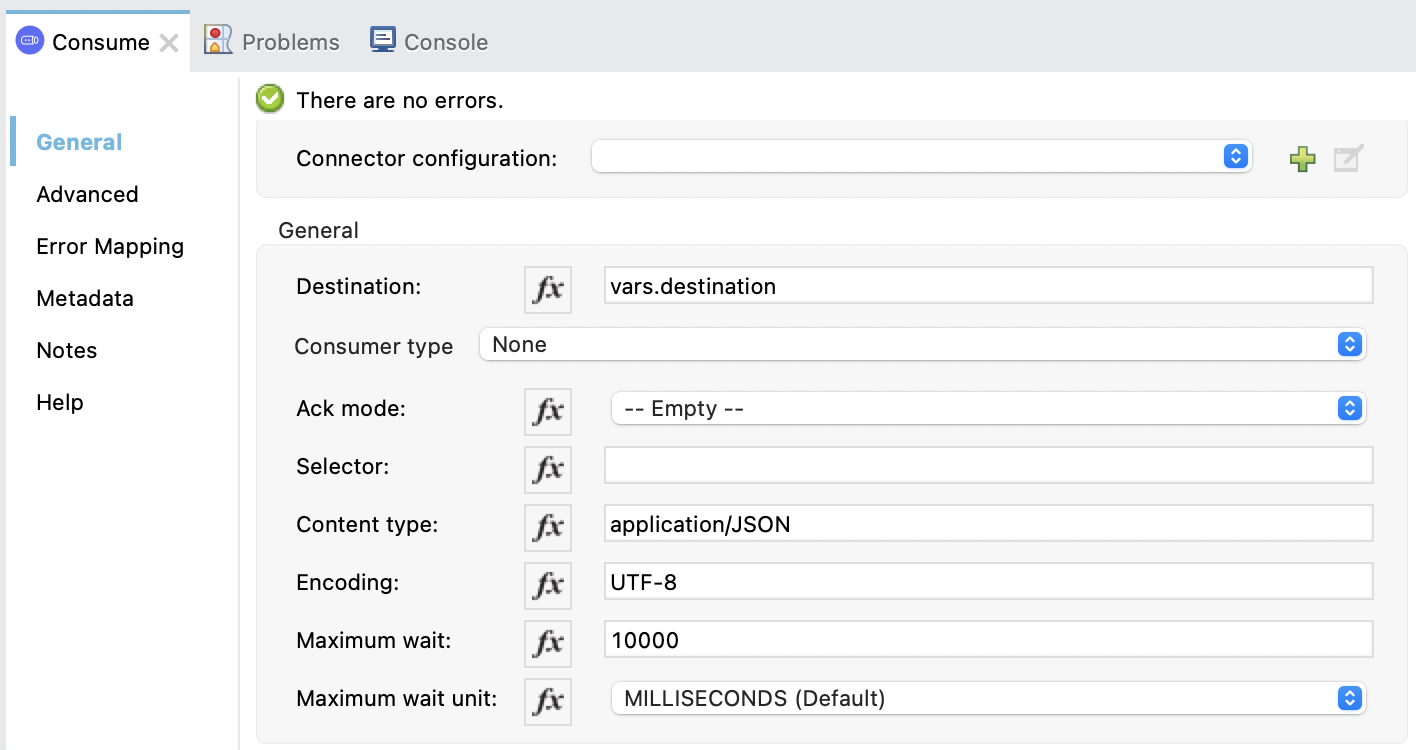 Consume Problems Console
There are no errors.
General
Advanced
Error Mapping
Metadata
Notes
Help
Connector configuration:
General
Destination: fx vars.destination
Consumer type None
Ack mode: fx -- Empty --
Selector: fx
Content type: fx application/JSON
Encoding: fx UTF-8
Maximum wait: fx 10000
Maximum wait unit: fx MILLISECONDS (Default)